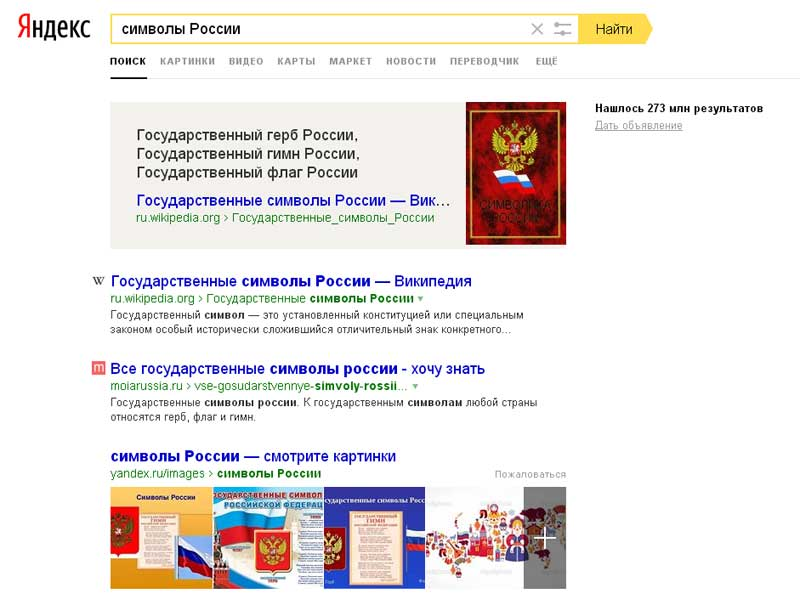 Яндекс
символы России
Найти
ПОИСК КАРТИНКИ ВИДЕО КАРТЫ МАРКЕТ НОВОСТИ ПЕРЕВОДЧИК ЕЩЁ
Нашлось 273 млн результатов
Дать объявление
Государственный герб России,
Государственный гимн России,
Государственный флаг России
Государственные символы России — Вик...
ru.wikipedia.org › Государственные_символы_России
СИМВОЛИКА
РОССИИ
W Государственные символы России — Википедия
ru.wikipedia.org › Государственные символы России
Государственный символ — это установленный конституцией или специальным
законом особый исторически сложившийся отличительный знак конкретного...
m Все государственные символы россии - хочу знать
moiarussia.ru › vse-gosudarstvennye-simvoly-rossii...
Государственные символы россии. К государственным символам любой страны
относятся герб, флаг и гимн.
символы России — смотрите картинки
yandex.ru/images › символы России
Пожаловаться
Символы России
ГОСУДАРСТВЕННЫЕ СИМВОЛ
РОССИЙСКОЙ ФЕДЕРАЦ
ударственные символы Росси
ГИМН